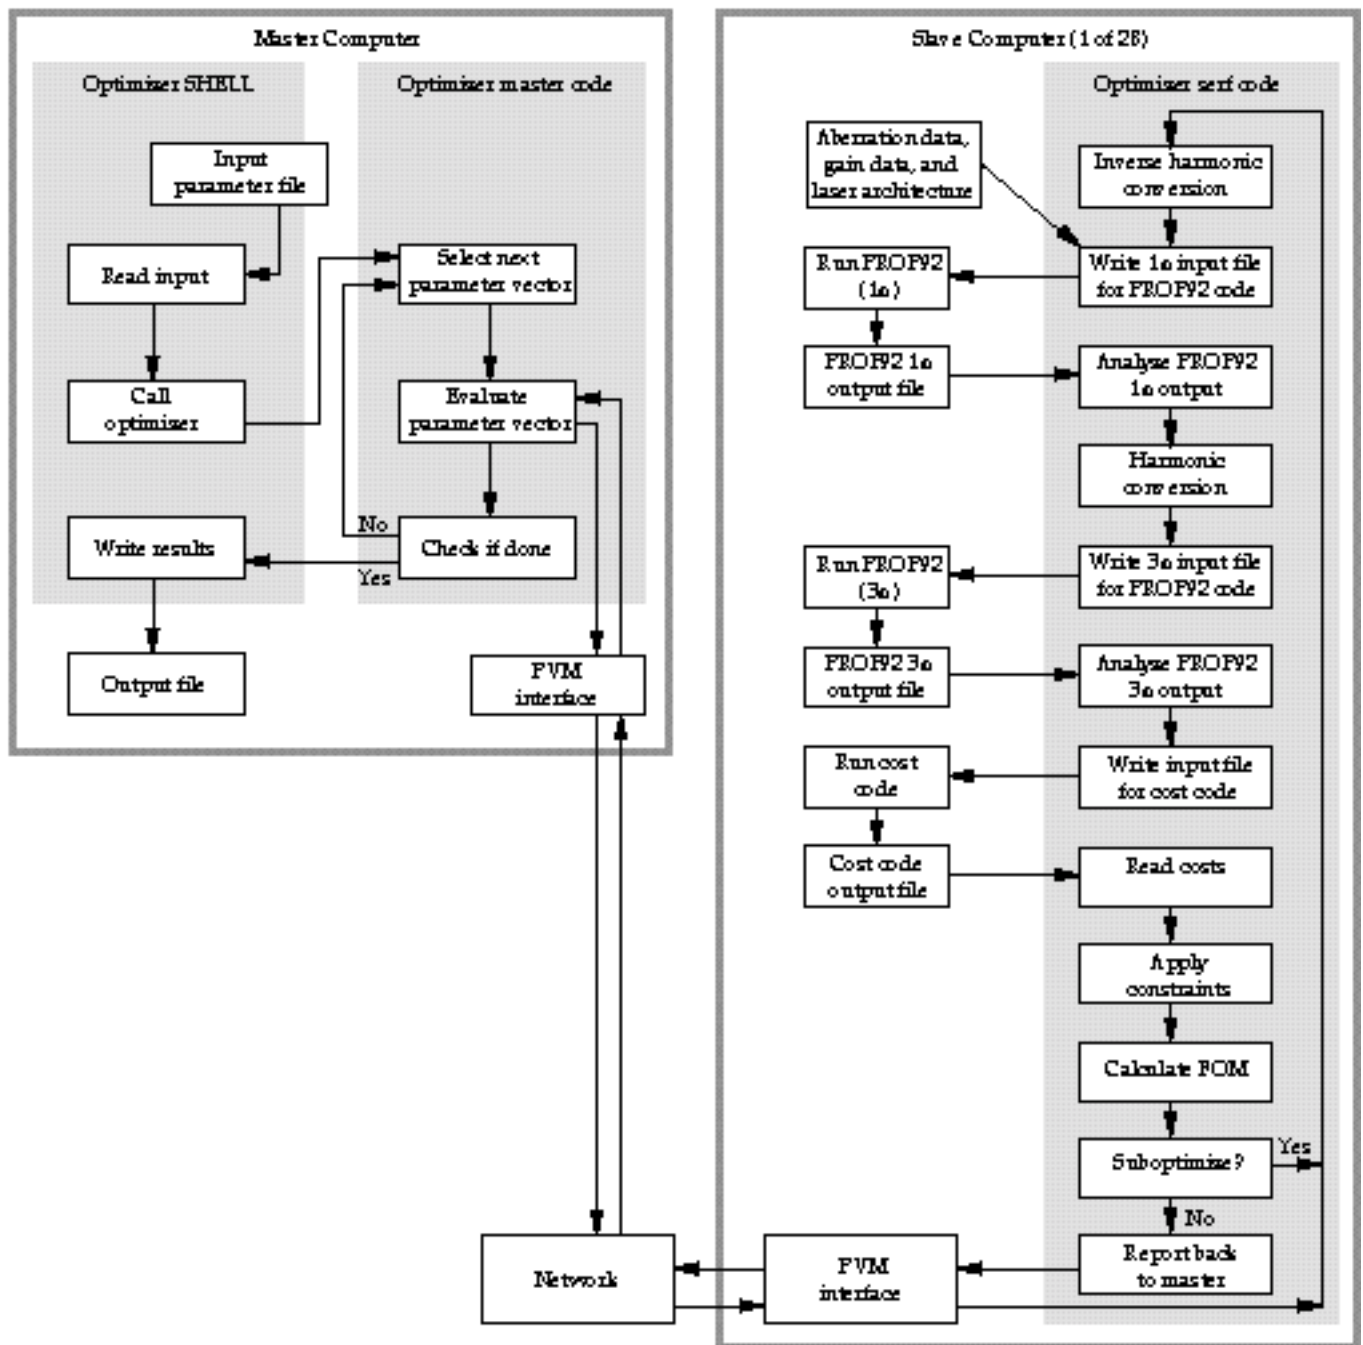 Master Computer
Optimizer SHELL
Optimizer master code
Input
parameter file
Read input
Select next
parameter vector
Call
optimizer
Evaluate
parameter vector
No
Write results
Check if done
Yes
Output file
PVM
interface
Network
Slave Computer (1 of 28)
Optimizer serf code
Aberration data,
gain data, and
laser architecture
Inverse harmonic
conversion
Run PROP92
(1ω)
Write 1ω input file
for PROP92 code
PROP92 1ω
output file
Analyze PROP92
1ω output
Harmonic
conversion
Run PROP92
(3ω)
Write 3ω input file
for PROP92 code
PROP92 3ω
output file
Analyze PROP92
3ω output
Run cost
code
Write input file
for cost code
Cost code
output file
Read costs
Apply
constraints
Calculate FOM
Suboptimize?
Yes
No
PVM
interface
Report back
to master